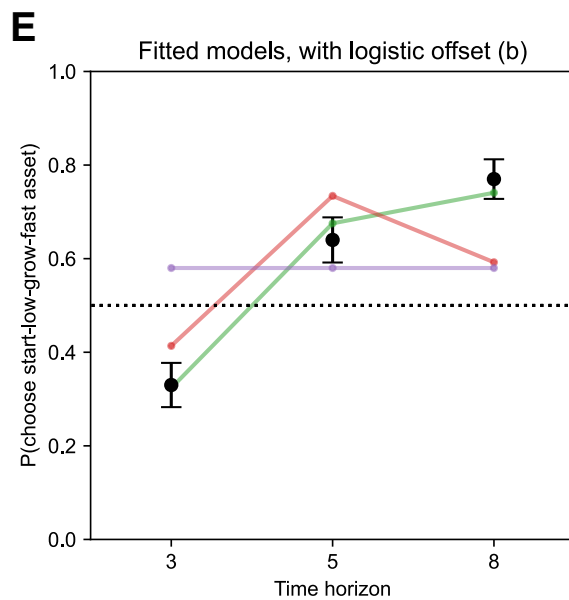 E
Fitted models, with logistic offset (b)
P(choose start-low-grow-fast asset)
1.0
0.8
0.6
0.4
0.2
0.0
3
5
8
Time horizon